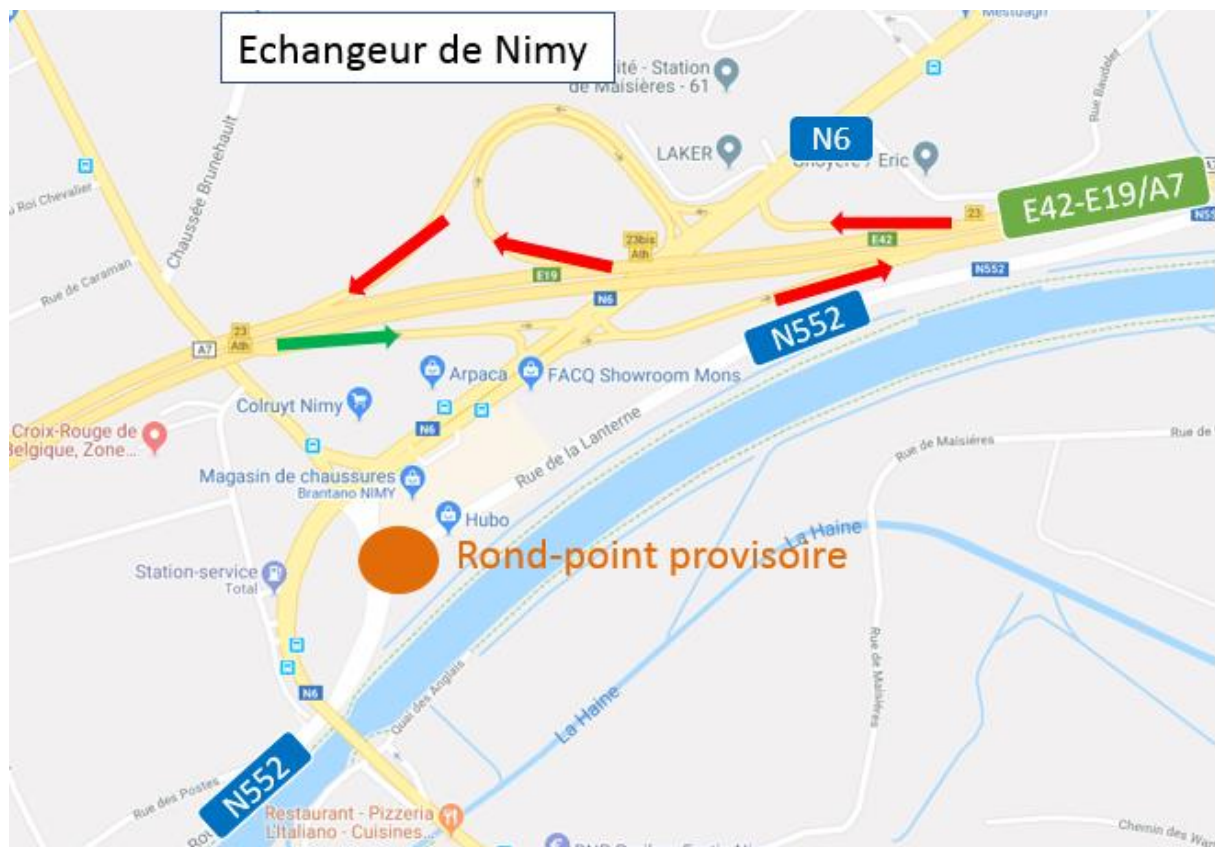 Echangeur de Nimy
Mestdagh
ité - Station
de Maisières - 61
N6
LAKER
Eric
Rue Baudelet
E42-E19/A7
23
E42
N552
23bis
Ath
E19
N6
N552
Chaussée Brunehault
Roi Chevalier
Rue de Caraman
23
Ath
A7
Arpaca
FACQ Showroom Mons
Colruyt Nimy
N6
Croix-Rouge de
Belgique, Zone...
Rue de la Lanterne
Rue de Maisières
Rue de
Magasin de chaussures
Brantano NIMY
Hubo
La Haine
Rond-point provisoire
Station-service
Total
Rue de Maisières
Quai des Anglais
La Haine
N6
N552
Rue des Postes
Restaurant - Pizzeria
L'Italiano - Cuisines...
Chemin des Wa